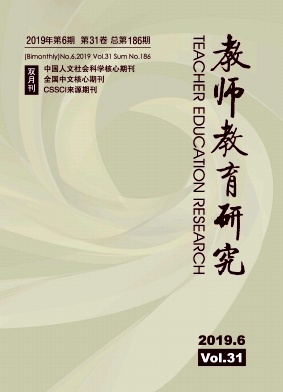 2019年第6期 第31卷 总第186期
(Bimonthly)No.6,2019 Vol.31 Sum No.186
双月刊
中国人文社会科学核心期刊
全国中文核心期刊
CSSCI来源期刊
教师教育研究
TEACHER EDUCATION RESEARCH
2019.6
Vol.31